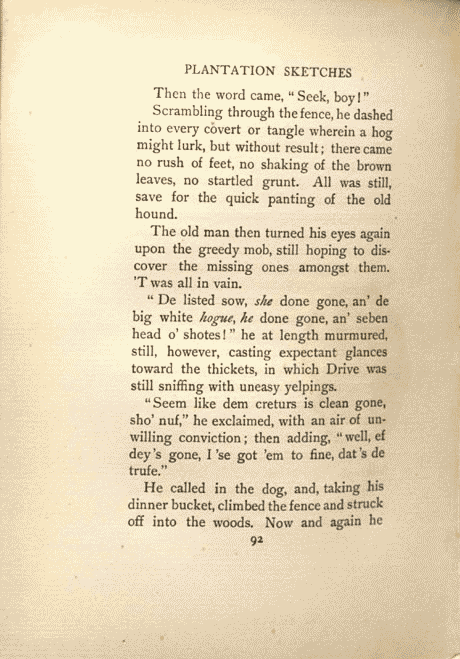 PLANTATION SKETCHES
Then the word came, “ Seek, boy! ”
Scrambling through the fence, he dashed
into every covert or tangle wherein a hog
might lurk, but without result; there came
no rush of feet, no shaking of the brown
leaves, no startled grunt. All was still,
save for the quick panting of the old
hound.
The old man then turned his eyes again
upon the greedy mob, still hoping to dis-
cover the missing ones amongst them.
'T was all in vain.
“ De listed sow, she done gone, an' de
big white hogue, he done gone, an' seben
head o' shotes! ” he at length murmured,
still, however, casting expectant glances
toward the thickets, in which Drive was
still sniffing with uneasy yelpings.
“Seem like dem creturs is clean gone,
sho' nuf,” he exclaimed, with an air of un-
willing conviction; then adding, “well, ef
dey's gone, I 'se got 'em to fine, dat's de
trufe.”
He called in the dog, and, taking his
dinner bucket, climbed the fence and struck
off into the woods. Now and again he
92